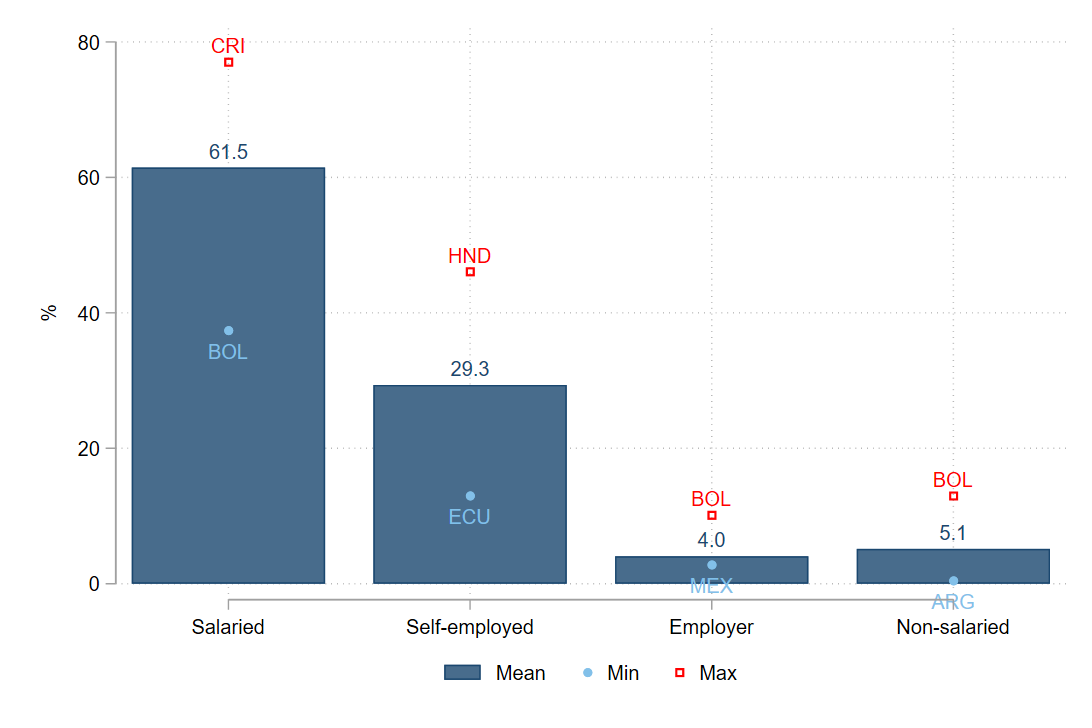 80
CRI
61.5
60
HND
%
40
BOL
29.3
20
ECU
BOL
4.0
MEX
BOL
5.1
ARG
0
Salaried Self-employed Employer Non-salaried
Mean Min Max